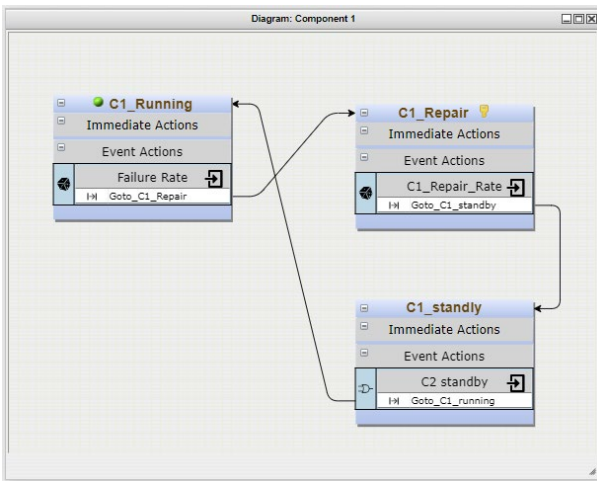 Diagram: Component 1
C1_Running
Immediate Actions
Event Actions
Failure Rate
Goto_C1_Repair
C1_Repair
Immediate Actions
Event Actions
C1_Repair_Rate
Goto_C1_standby
C1_standly
Immediate Actions
Event Actions
C2 standby
Goto_C1_running